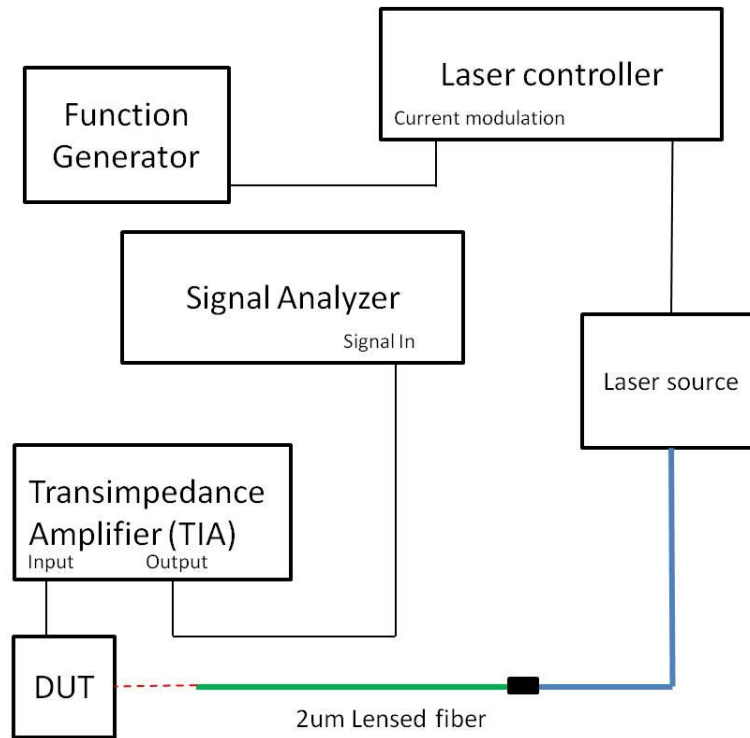 Laser controller
Current modulation
Function
Generator
Signal Analyzer
Signal In
Laser source
Transimpedance
Amplifier (TIA)
Input
Output
DUT
2um Lensed fiber